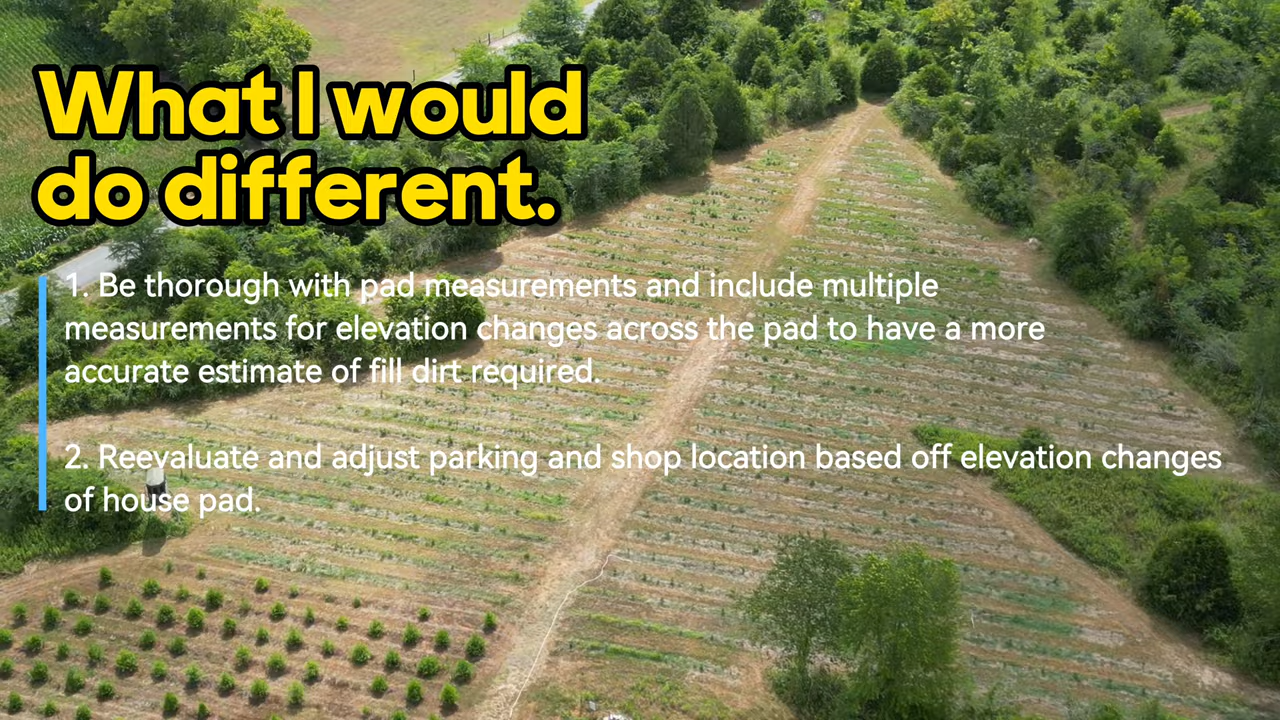 What I would
do different.
1. Be thorough with pad measurements and include multiple
measurements for elevation changes across the pad to have a more
accurate estimate of fill dirt required.
2. Reevaluate and adjust parking and shop location based off elevation changes
of house pad.